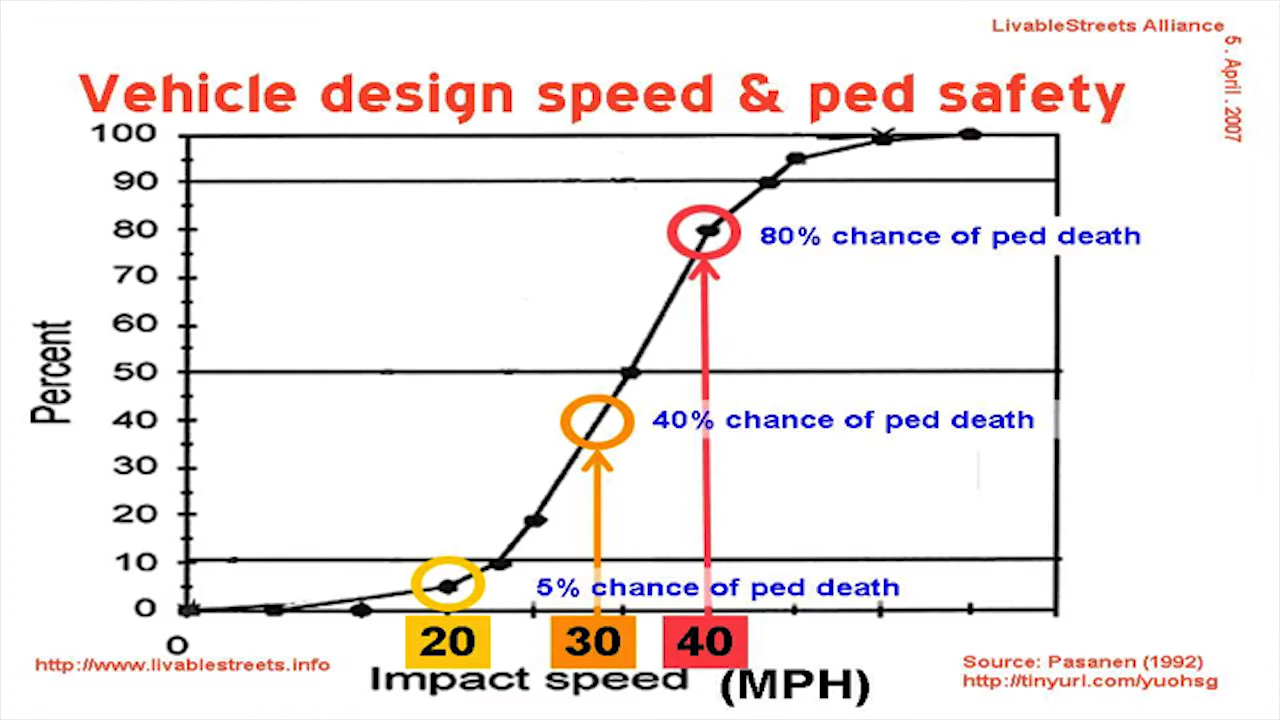 LivableStreets Alliance
5 . April . 2007
Vehicle design speed & ped safety
100
90
80
70
60
50
40
30
20
10
0
Percent
80% chance of ped death
40% chance of ped death
5% chance of ped death
0
20
30
40
Impact speed (MPH)
http://www.livablestreets.info
Source: Pasanen (1992)
http://tinyurl.com/yuohsg